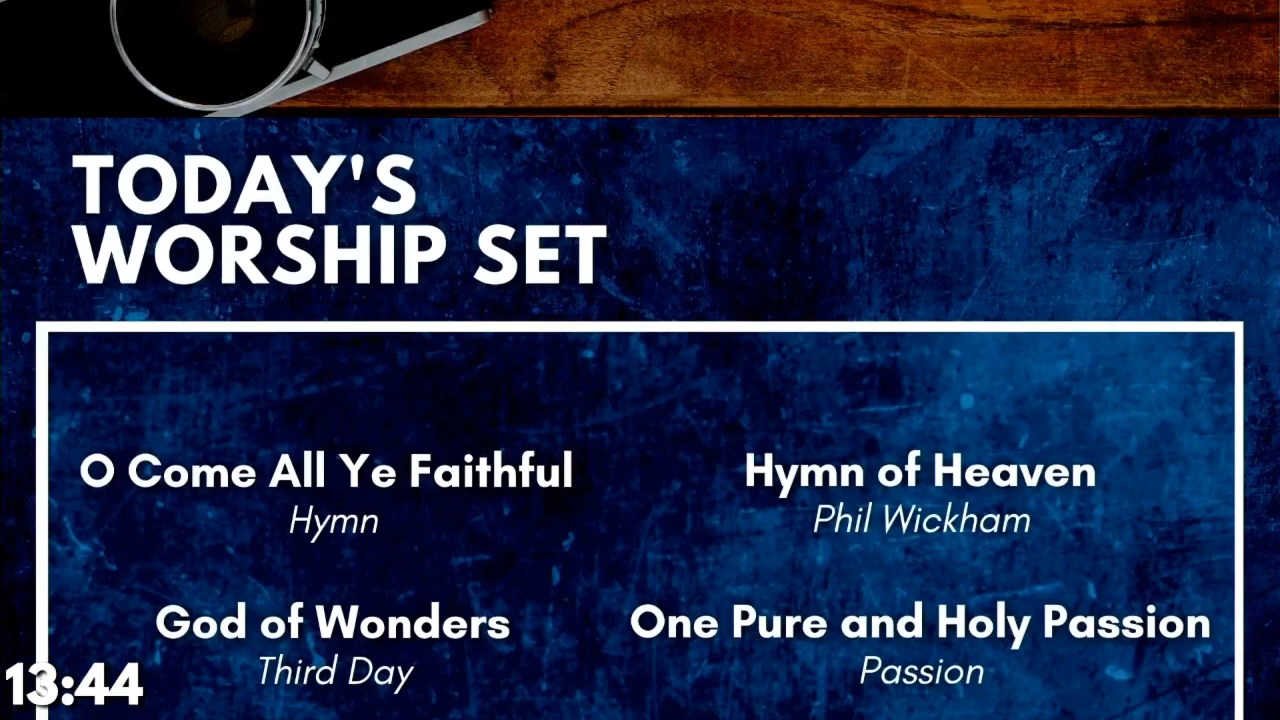 TODAY'S
WORSHIP SET
O Come All Ye Faithful
Hymn
Hymn of Heaven
Phil Wickham
God of Wonders
Third Day
One Pure and Holy Passion
Passion
13:44